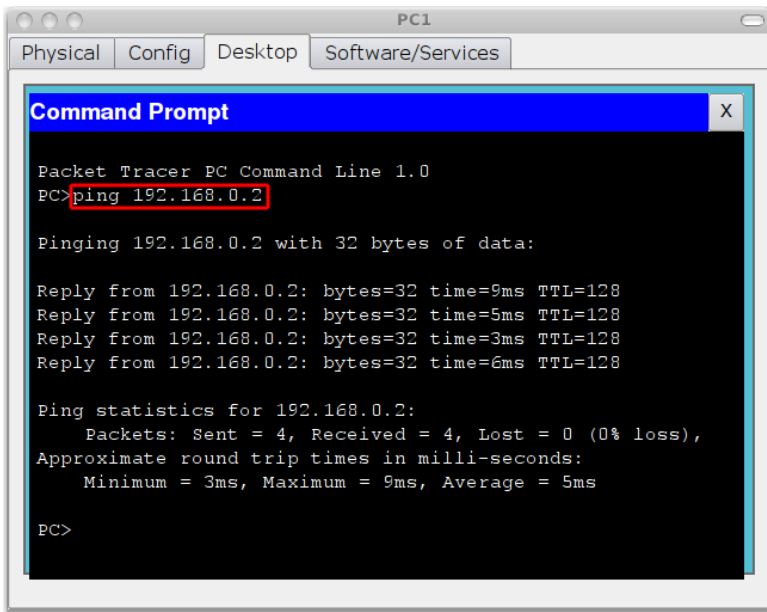 PC1
Physical Config Desktop Software/Services
Command Prompt X
Packet Tracer PC Command Line 1.0
PC>ping 192.168.0.2
Pinging 192.168.0.2 with 32 bytes of data:
Reply from 192.168.0.2: bytes=32 time=9ms TTL=128
Reply from 192.168.0.2: bytes=32 time=5ms TTL=128
Reply from 192.168.0.2: bytes=32 time=3ms TTL=128
Reply from 192.168.0.2: bytes=32 time=6ms TTL=128
Ping statistics for 192.168.0.2:
Packets: Sent = 4, Received = 4, Lost = 0 (0% loss),
Approximate round trip times in milli-seconds:
Minimum = 3ms, Maximum = 9ms, Average = 5ms
PC>